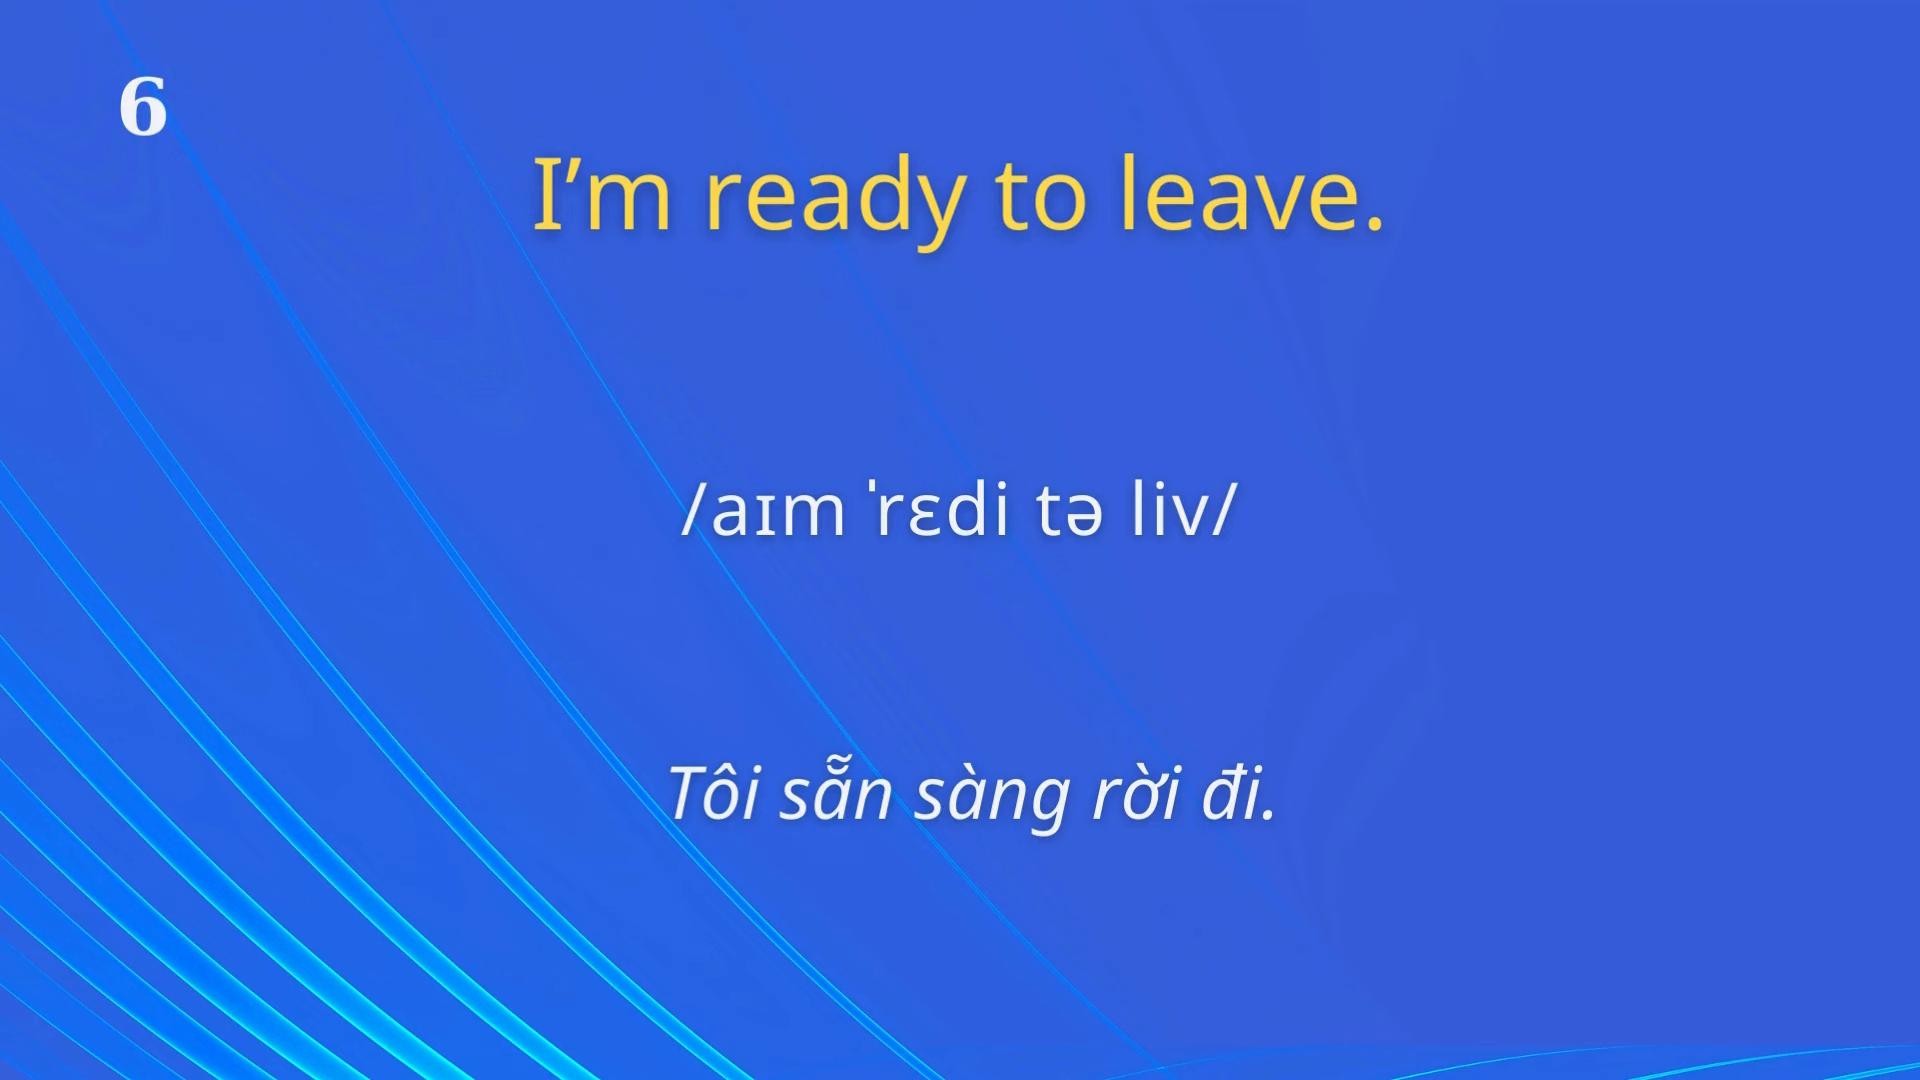 6
I’m ready to leave.
/aɪm ˈrɛdi tə liv/
Tôi sẵn sàng rời đi.